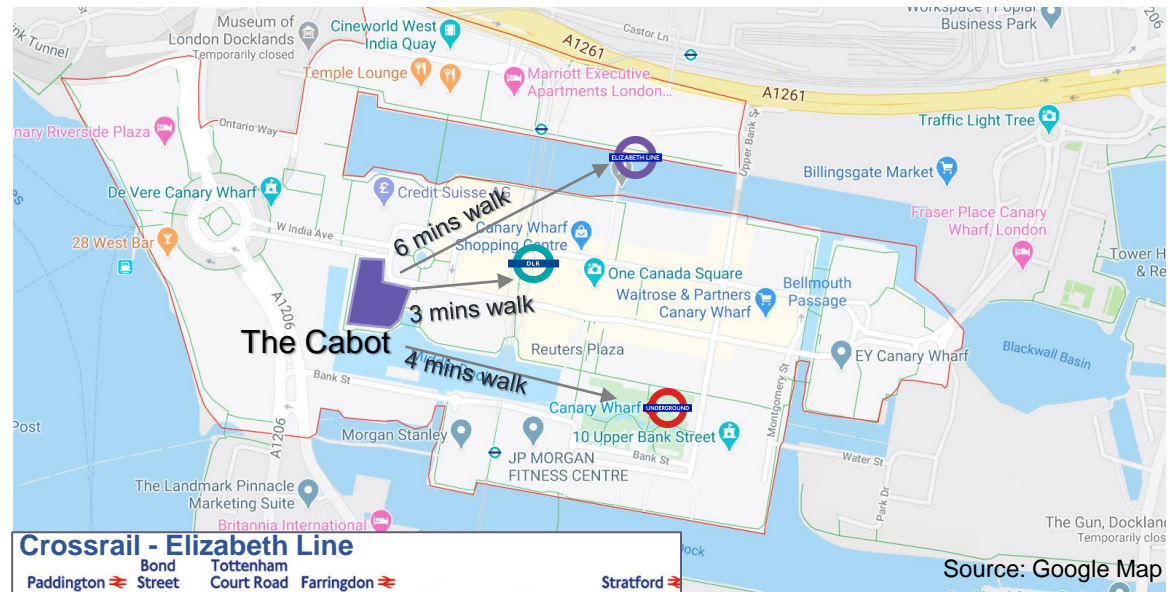 Workspace | Poplar
Business Park
Museum of
London Docklands
Temporarily closed
Cineworld West
India Quay
Castor Ln
A1261
Temple Lounge
Marriott Executive
Apartments London...
A1261
Traffic Light Tree
nary Riverside Plaza
Ontario Way
ELIZABETH LINE
Upper Bank St
Billingsgate Market
De Vere Canary Wharf
Credit Suisse AG
6 mins walk
Canary Wharf
Shopping Centre
Fraser Place Canary
Wharf, London
28 West Bar
W India Ave
DLR
One Canada Square
Tower H
& Re
Waitrose & Partners
Canary Wharf
Bellmouth
Passage
A1206
3 mins walk
The Cabot
Middle Dock
4 mins walk
Reuters Plaza
EY Canary Wharf
Blackwall Basin
Bank St
Canary Wharf
UNDERGROUND
Montgomery St
Post
A1206
Morgan Stanley
10 Upper Bank Street
JP MORGAN
FITNESS CENTRE
Bank St
Water St
Park Dr
The Landmark Pinnacle
Marketing Suite
Britannia International
The Gun, Docklan
Temporarily clos
Dock
Source: Google Map
Crossrail - Elizabeth Line
Paddington
Bond
Street
Tottenham
Court Road
Farringdon
Stratford